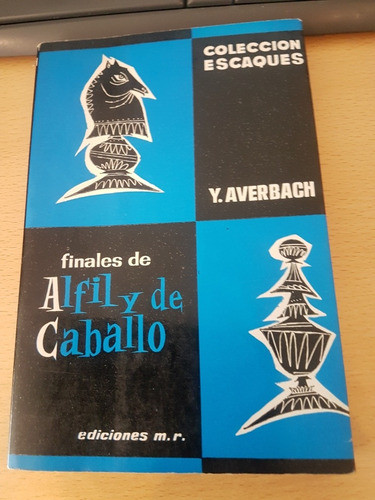 COLECCION
ESCAQUES
Y. AVERBACH
finales de
Alfil y de
Caballo
ediciones m.r.